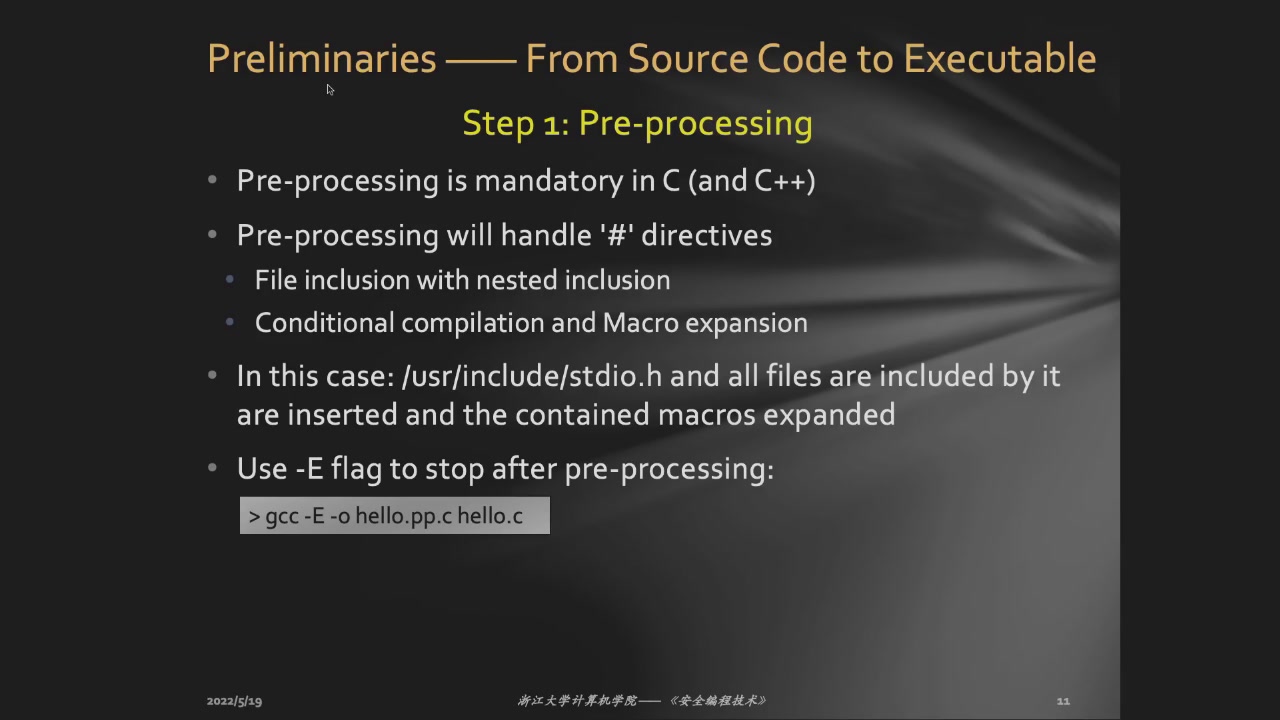 Preliminaries —— From Source Code to Executable
Step 1: Pre-processing
• Pre-processing is mandatory in C (and C++)
• Pre-processing will handle '#' directives
• File inclusion with nested inclusion
• Conditional compilation and Macro expansion
• In this case: /usr/include/stdio.h and all files are included by it
are inserted and the contained macros expanded
• Use -E flag to stop after pre-processing:
> gcc -E -o hello.pp.c hello.c
2022/5/19
浙江大学计算机学院——《安全编程技术》
11